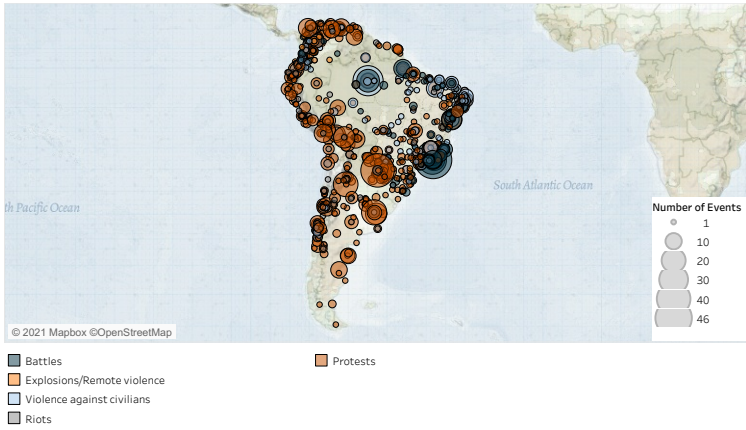 South Atlantic Ocean
th Pacific Ocean
Number of Events
1
10
20
30
40
46
© 2021 Mapbox ©OpenStreetMap
Battles
Protests
Explosions/Remote violence
Violence against civilians
Riots